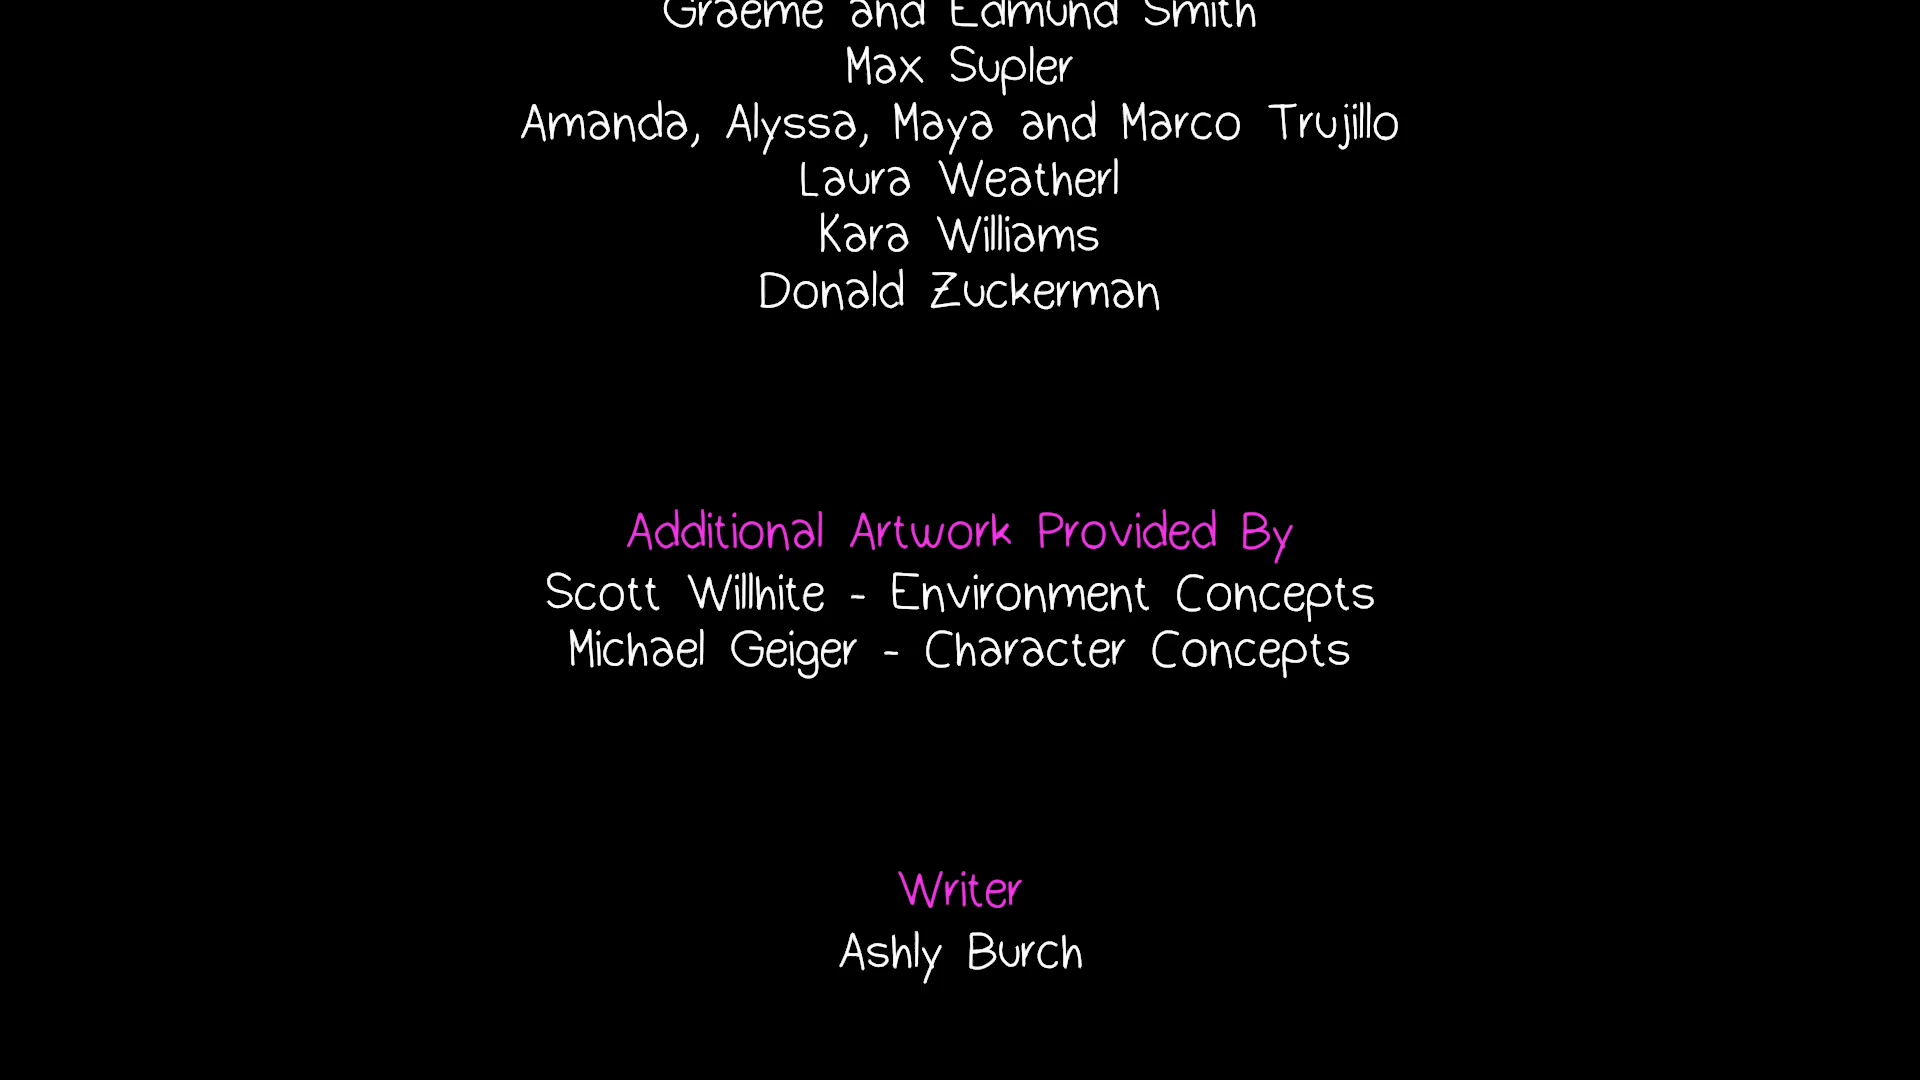 Graeme and Edmund Smith
Max Supler
Amanda, Alyssa, Maya and Marco Trujillo
Laura Weatherl
Kara Williams
Donald Zuckerman
Additional Artwork Provided By
Scott Willhite - Environment Concepts
Michael Geiger - Character Concepts
Writer
Ashly Burch